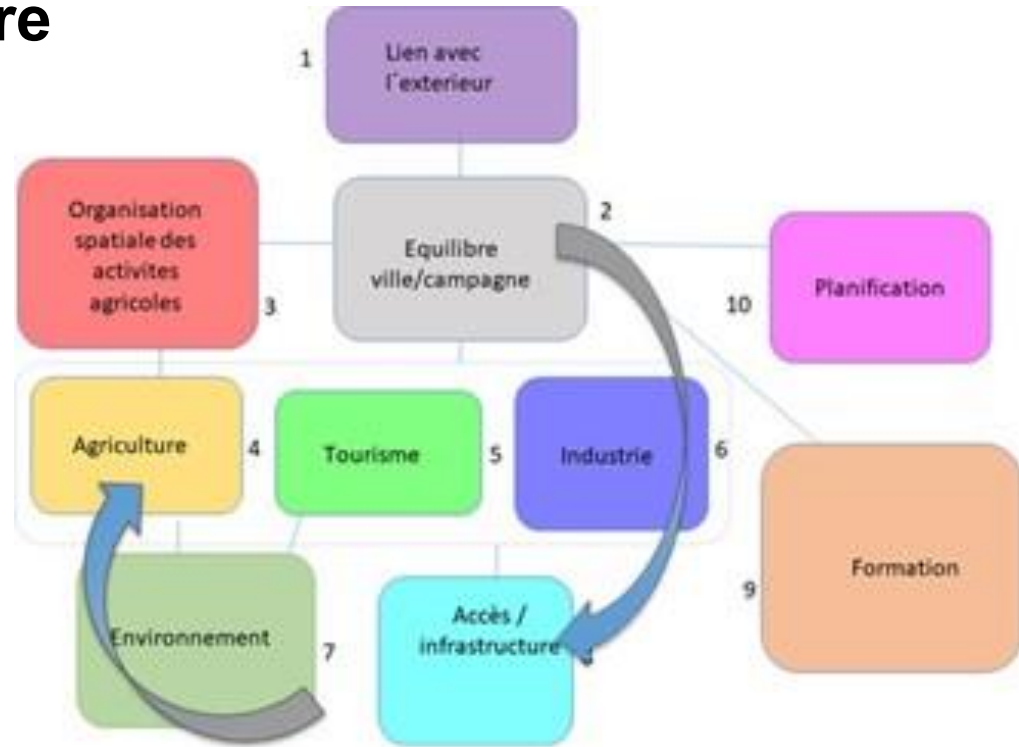 re
1
Lien avec
l´exterieur
Organisation
spatiale des
activites
agricoles
3
2
Equilibre
ville/campagne
10
Planification
Agriculture
4
Tourisme
5
Industrie
6
Environnement
7
Accès /
infrastructure
9
Formation